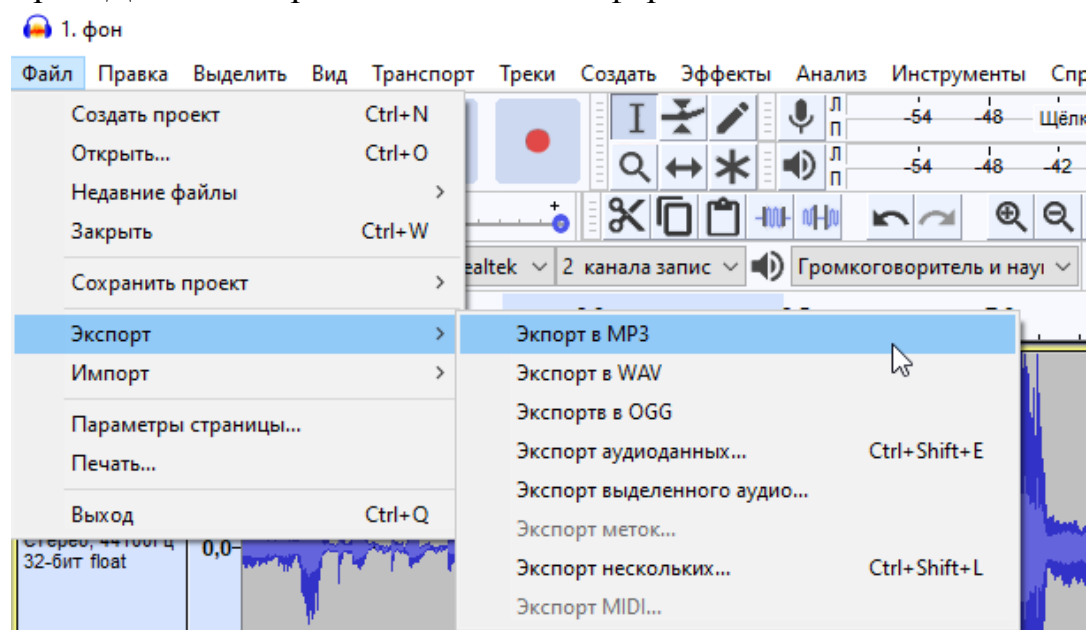 1. фон
Файл Правка Выделить Вид Транспорт Треки Создать Эффекты Анализ Инструменты
Создать проект Ctrl+N
Л -54 -48
П
Открыть... Ctrl+O
Л -54 -48 -42
П
Недавние файлы >
+
Закрыть Ctrl+W
2 канала запис
Сохранить проект >
Экспорт >
Экпорт в MP3
Импорт >
Экспорт в WAV
Экспортв в OGG
Параметры страницы...
Экспорт аудиоданных... Ctrl+Shift+E
Печать...
Экспорт выделенного аудио...
Выход Ctrl+Q
Экспорт меток...
0,0
32-бит float
Экспорт нескольких... Ctrl+Shift+L
Экспорт MIDI...